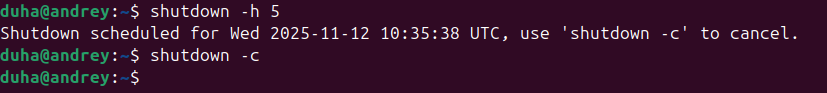 duha@andrey:~$ shutdown -h 5
Shutdown scheduled for Wed 2025-11-12 10:35:38 UTC, use 'shutdown -c' to cancel.
duha@andrey:~$ shutdown -c
duha@andrey:~$